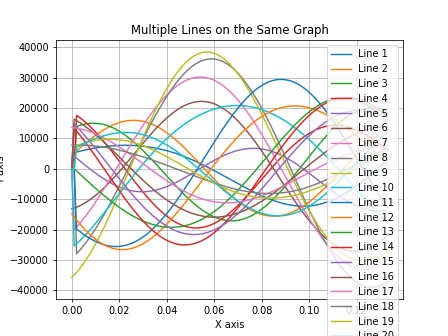 Multiple Lines on the Same Graph
40000
30000
20000
10000
0
−10000
−20000
−30000
−40000
0.00 0.02 0.04 0.06 0.08 0.10
X axis
axis
Line 1
Line 2
Line 3
Line 4
Line 5
Line 6
Line 7
Line 8
Line 9
Line 10
Line 11
Line 12
Line 13
Line 14
Line 15
Line 16
Line 17
Line 18
Line 19
Line 20